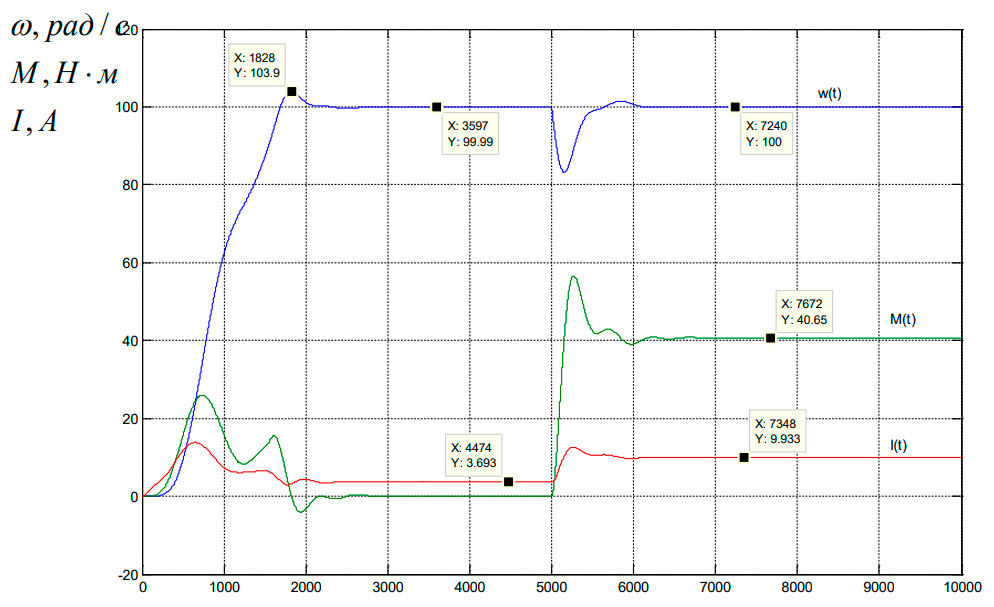 ω, рад / с
M , Н · м
I , A
120
100
80
60
40
20
0
-20
0 1000 2000 3000 4000 5000 6000 7000 8000 9000 10000
X: 1828
Y: 103.9
X: 3597
Y: 99.99
X: 7240
Y: 100
w(t)
X: 7672
Y: 40.65
M(t)
X: 4474
Y: 3.693
X: 7348
Y: 9.933
I(t)